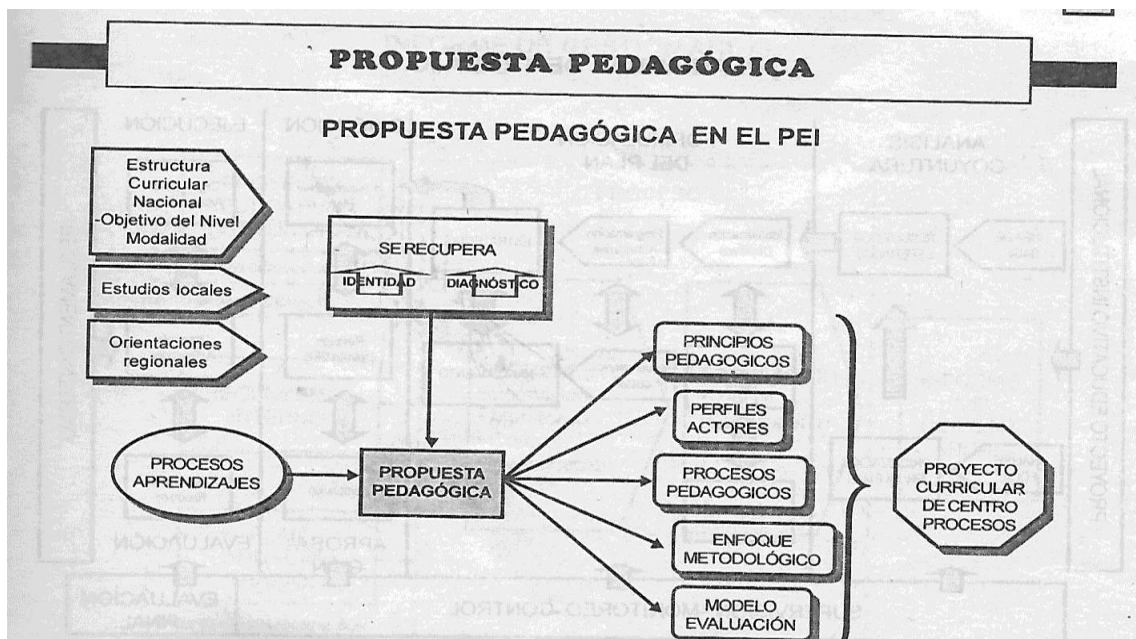 PROPUESTA PEDAGÓGICA
PROPUESTA PEDAGÓGICA EN EL PEI
Estructura
Curricular
Nacional
-Objetivo del Nivel
Modalidad
Estudios locales
Orientaciones
regionales
SE RECUPERA
IDENTIDAD
DIAGNÓSTICO
PROCESOS
APRENDIZAJES
PROPUESTA
PEDAGÓGICA
PRINCIPIOS
PEDAGOGICOS
PERFILES
ACTORES
PROCESOS
PEDAGOGICOS
ENFOQUE
METODOLÓGICO
MODELO
EVALUACIÓN
PROYECTO
CURRICULAR
DE CENTRO
PROCESOS